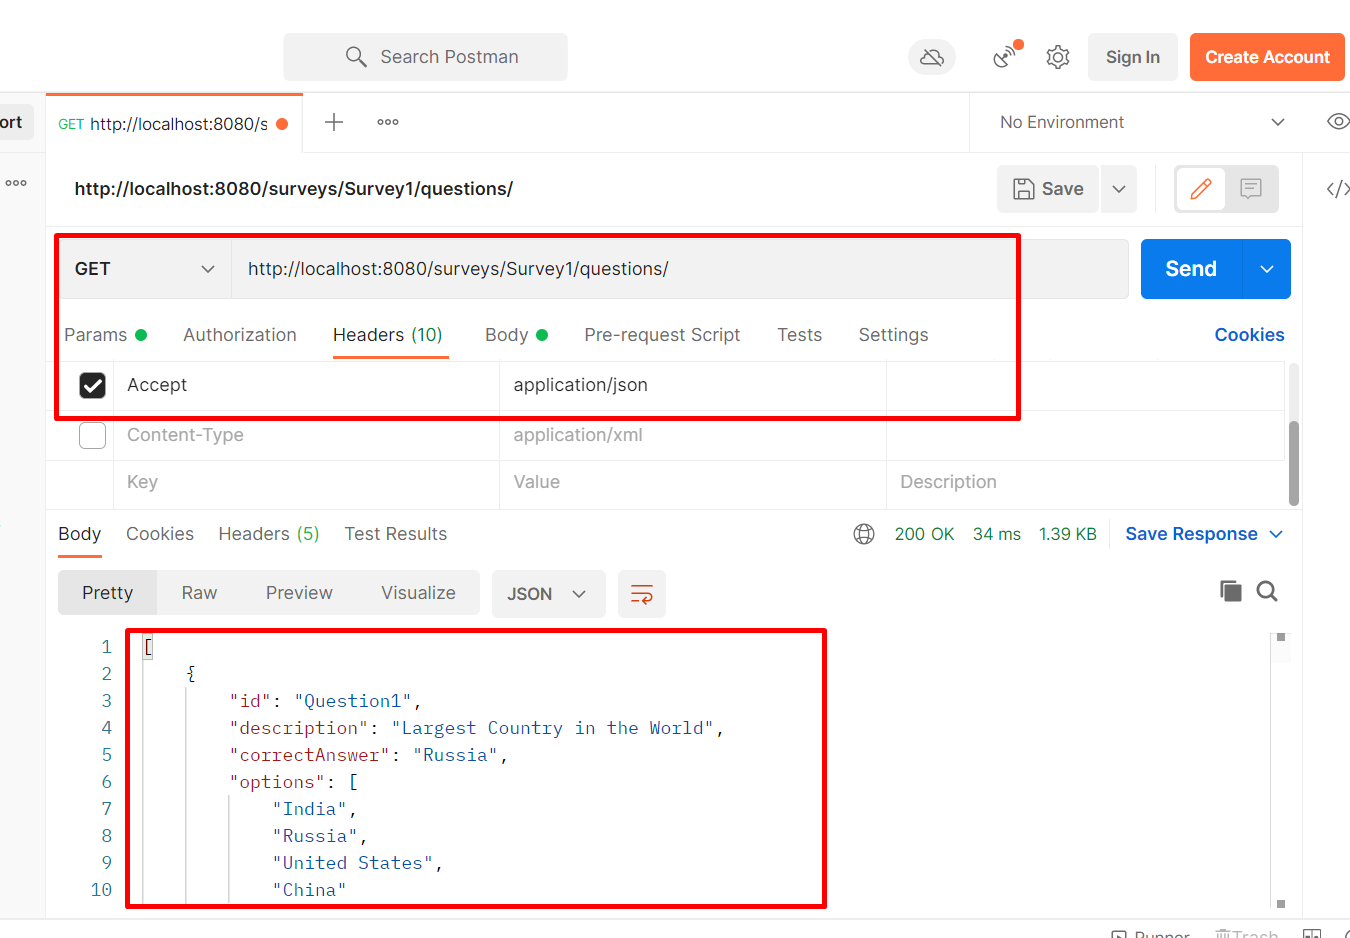 Search Postman
Sign In
Create Account
ort
GET http://localhost:8080/s
No Environment
http://localhost:8080/surveys/Survey1/questions/
Save
GET
http://localhost:8080/surveys/Survey1/questions/
Send
Params
Authorization
Headers (10)
Body
Pre-request Script
Tests
Settings
Cookies
Accept
application/json
Content-Type
application/xml
Key
Value
Description
Body
Cookies
Headers (5)
Test Results
200 OK
34 ms
1.39 KB
Save Response
Pretty
Raw
Preview
Visualize
JSON
1 [
2 {
3 "id": "Question1",
4 "description": "Largest Country in the World",
5 "correctAnswer": "Russia",
6 "options": [
7 "India",
8 "Russia",
9 "United States",
10 "China"
Runner
Trash